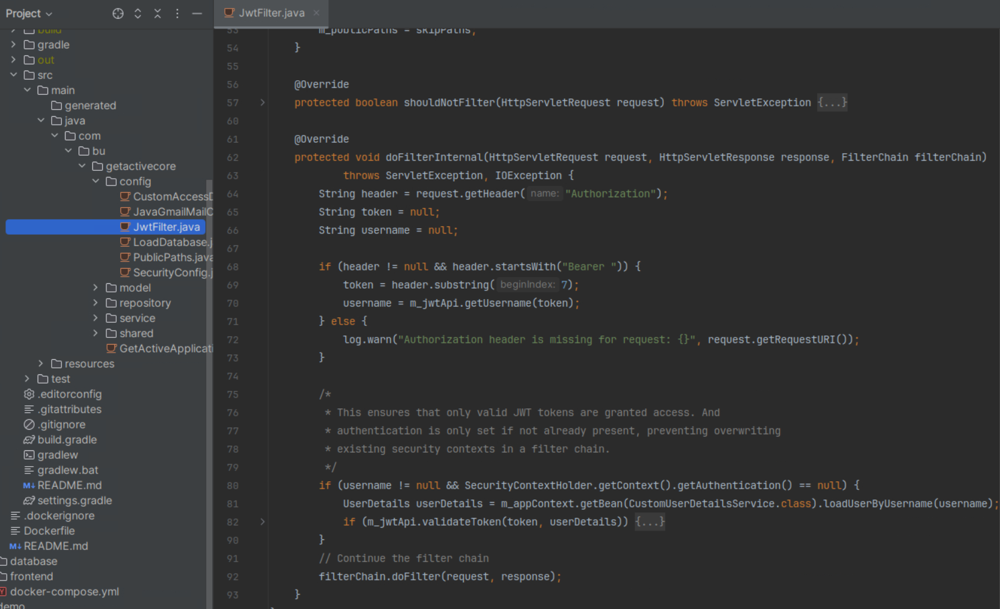 Project
JwtFilter.java
build
gradle
out
src
main
generated
java
com
bu
getactivecore
config
CustomAccessD
JavaGmailMailC
JwtFilter.java
LoadDatabase.j
PublicPaths.java
SecurityConfig.j
model
repository
service
shared
GetActiveApplicati
resources
test
.editorconfig
.gitattributes
.gitignore
build.gradle
gradlew
gradlew.bat
M↓ README.md
settings.gradle
.dockerignore
Dockerfile
M↓ README.md
database
frontend
Y docker-compose.yml
demo
53 m_publicPaths = skipPaths;
54 }
55
56 @Override
57 protected boolean shouldNotFilter(HttpServletRequest request) throws ServletException {...}
60
61 @Override
62 protected void doFilterInternal(HttpServletRequest request, HttpServletResponse response, FilterChain filterChain)
63 throws ServletException, IOException {
64 String header = request.getHeader( name: "Authorization");
65 String token = null;
66 String username = null;
67
68 if (header != null && header.startsWith("Bearer ")) {
69 token = header.substring( beginIndex: 7);
70 username = m_jwtApi.getUsername(token);
71 } else {
72 log.warn("Authorization header is missing for request: {}", request.getRequestURI());
73 }
74
75 /*
76 * This ensures that only valid JWT tokens are granted access. And
77 * authentication is only set if not already present, preventing overwriting
78 * existing security contexts in a filter chain.
79 */
80 if (username != null && SecurityContextHolder.getContext().getAuthentication() == null) {
81 UserDetails userDetails = m_appContext.getBean(CustomUserDetailsService.class).loadUserByUsername(username);
82 if (m_jwtApi.validateToken(token, userDetails)) {...}
90 }
91 // Continue the filter chain
92 filterChain.doFilter(request, response);
93 }